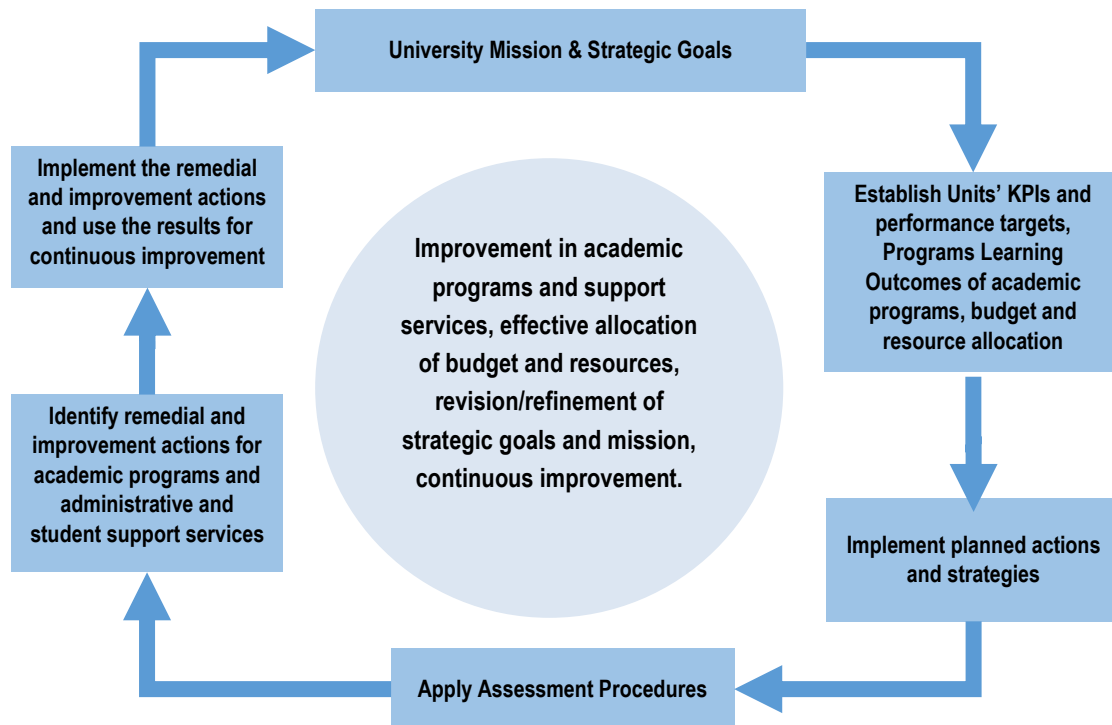 University Mission & Strategic Goals
Establish Units’ KPIs and
performance targets,
Programs Learning
Outcomes of academic
programs, budget and
resource allocation
Implement planned actions
and strategies
Apply Assessment Procedures
Identify remedial and
improvement actions for
academic programs and
administrative and
student support services
Implement the remedial
and improvement actions
and use the results for
continuous improvement
Improvement in academic
programs and support
services, effective allocation
of budget and resources,
revision/refinement of
strategic goals and mission,
continuous improvement.